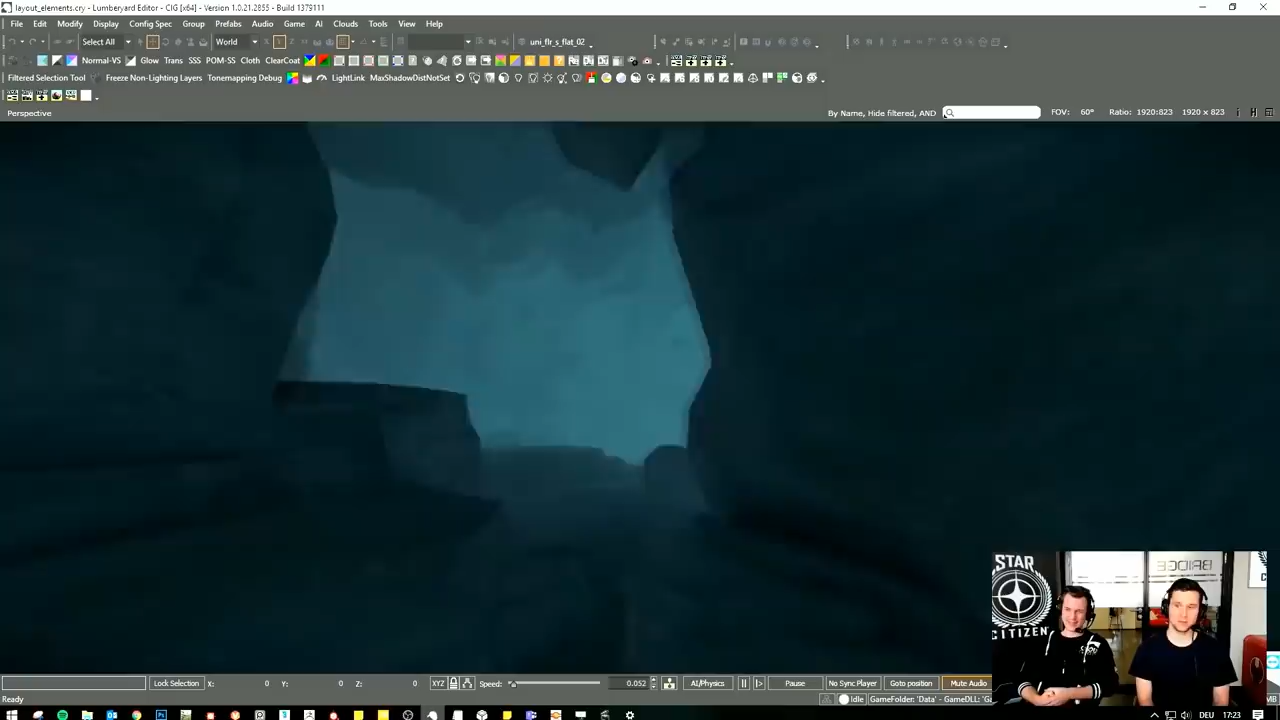 layout_elements.cry - Lumberyard Editor - CIG [x64] - Version 1.0.21.2855 - Build 1379111
File Edit Modify Display Config Spec Group Prefabs Audio Game AI Clouds Tools View Help
Select All World uni_flr_s_flat_02
Normal-VS Glow Trans SSS POM-SS Cloth ClearCoat
Filtered Selection Tool Freeze Non-Lighting Layers Tonemapping Debug LightLink MaxShadowDistNotSet
Perspective By Name, Hide filtered, AND FOV: 60° Ratio: 1920:823 1920 x 823
STAR
CITIZEN
BRIDGE
Lock Selection X: 0 Y: 0 Z: 0 XYZ Speed: 0.052 AI/Physics Pause No Sync Player Goto position Mute Audio
Ready Idle GameFolder: 'Data' - GameDLL: 'Ga MB
DEU 17:23